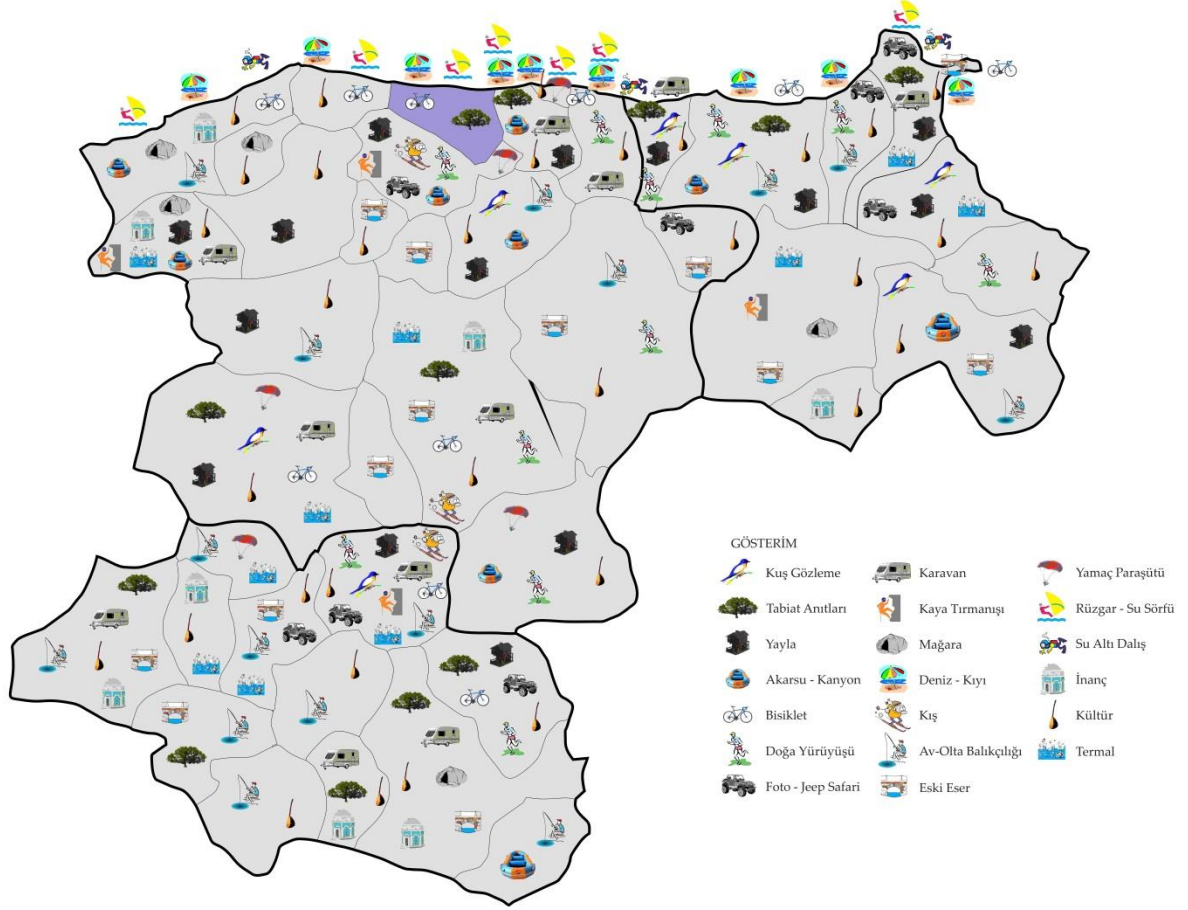 GÖSTERİM
Kuş Gözleme
Tabiat Anıtları
Yayla
Akarsu - Kanyon
Bisiklet
Doğa Yürüyüşü
Foto - Jeep Safari
Karavan
Kaya Tırmanışı
Mağara
Deniz - Kıyı
Kış
Av-Olta Balıkçılığı
Eski Eser
Yamaç Paraşütü
Rüzgar - Su Sörfü
Su Altı Dalış
İnanç
Kültür
Termal